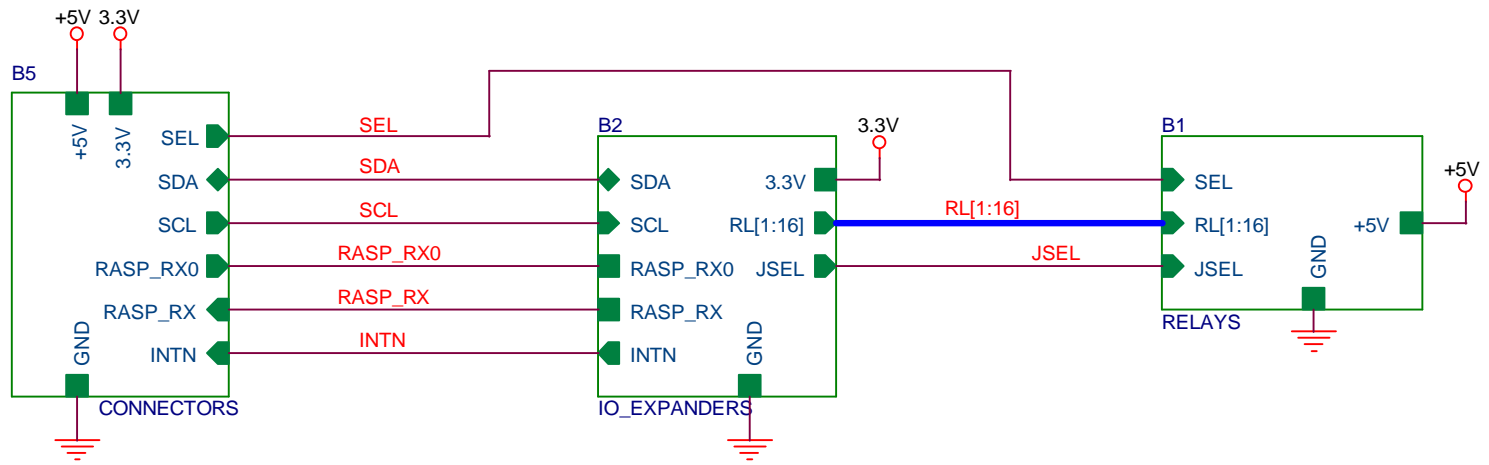 +5V 3.3V
B5
+5V
3.3V
SEL
SDA
SCL
RASP_RX0
RASP_RX
INTN
GND
CONNECTORS
SEL
SDA
SCL
RASP_RX0
RASP_RX
INTN
B2
3.3V
SDA
SCL
RASP_RX0
RASP_RX
INTN
3.3V
RL[1:16]
JSEL
GND
IO_EXPANDERS
RL[1:16]
JSEL
B1
SEL
RL[1:16]
JSEL
+5V
GND
RELAYS
+5V